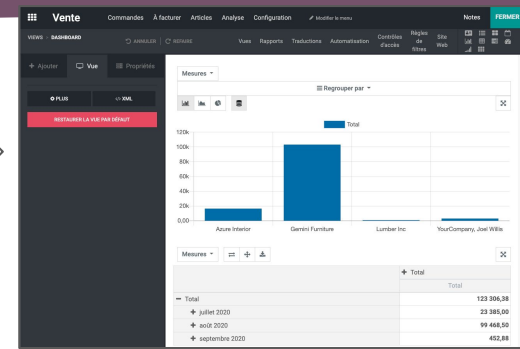 Vente
Commandes À facturer Articles Analyse Configuration Modifier le menu Notes FERMER
VIEWS DASHBOARD ANNULER REFAIRE Vues Rapports Traductions Automatisation Contrôles d'accès Règles de filtres Site Web
+ Ajouter Vue Propriétés
PLUS </> XML
RESTAURER LA VUE PAR DÉFAUT
Mesures
Regrouper par
Total
120k
100k
80k
60k
40k
20k
0,00
Azure Interior Gemini Furniture Lumber Inc YourCompany, Joel Willis
Mesures
+ Total
Total
− Total 123 306,38
+ juillet 2020 23 385,00
+ août 2020 99 468,50
+ septembre 2020 452,88